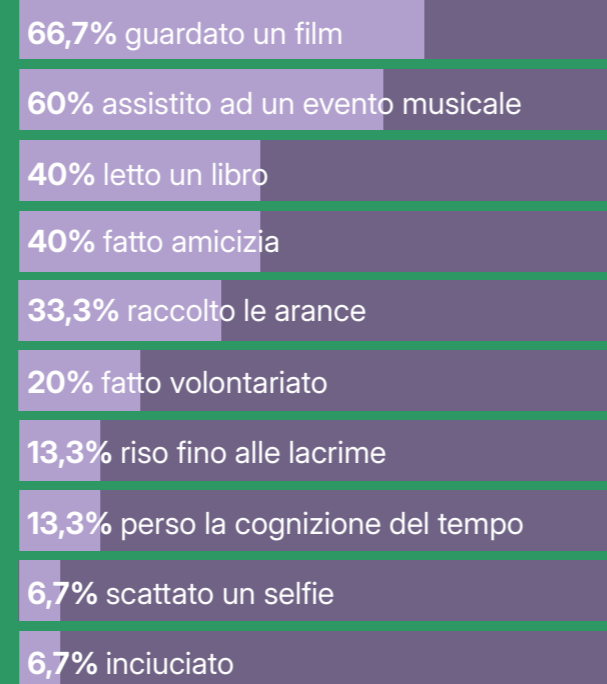 66,7% guardato un film
60% assistito ad un evento musicale
40% letto un libro
40% fatto amicizia
33,3% raccolto le arance
20% fatto volontariato
13,3% riso fino alle lacrime
13,3% perso la cognizione del tempo
6,7% scattato un selfie
6,7% inciuciato